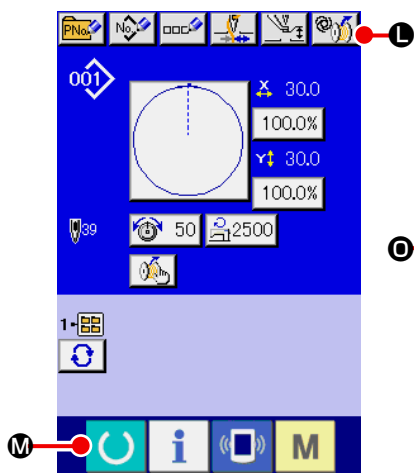 PNo. No.
L
001
X 30.0
100.0%
Y 30.0
100.0%
O
39 50 2500
1-
M
i M